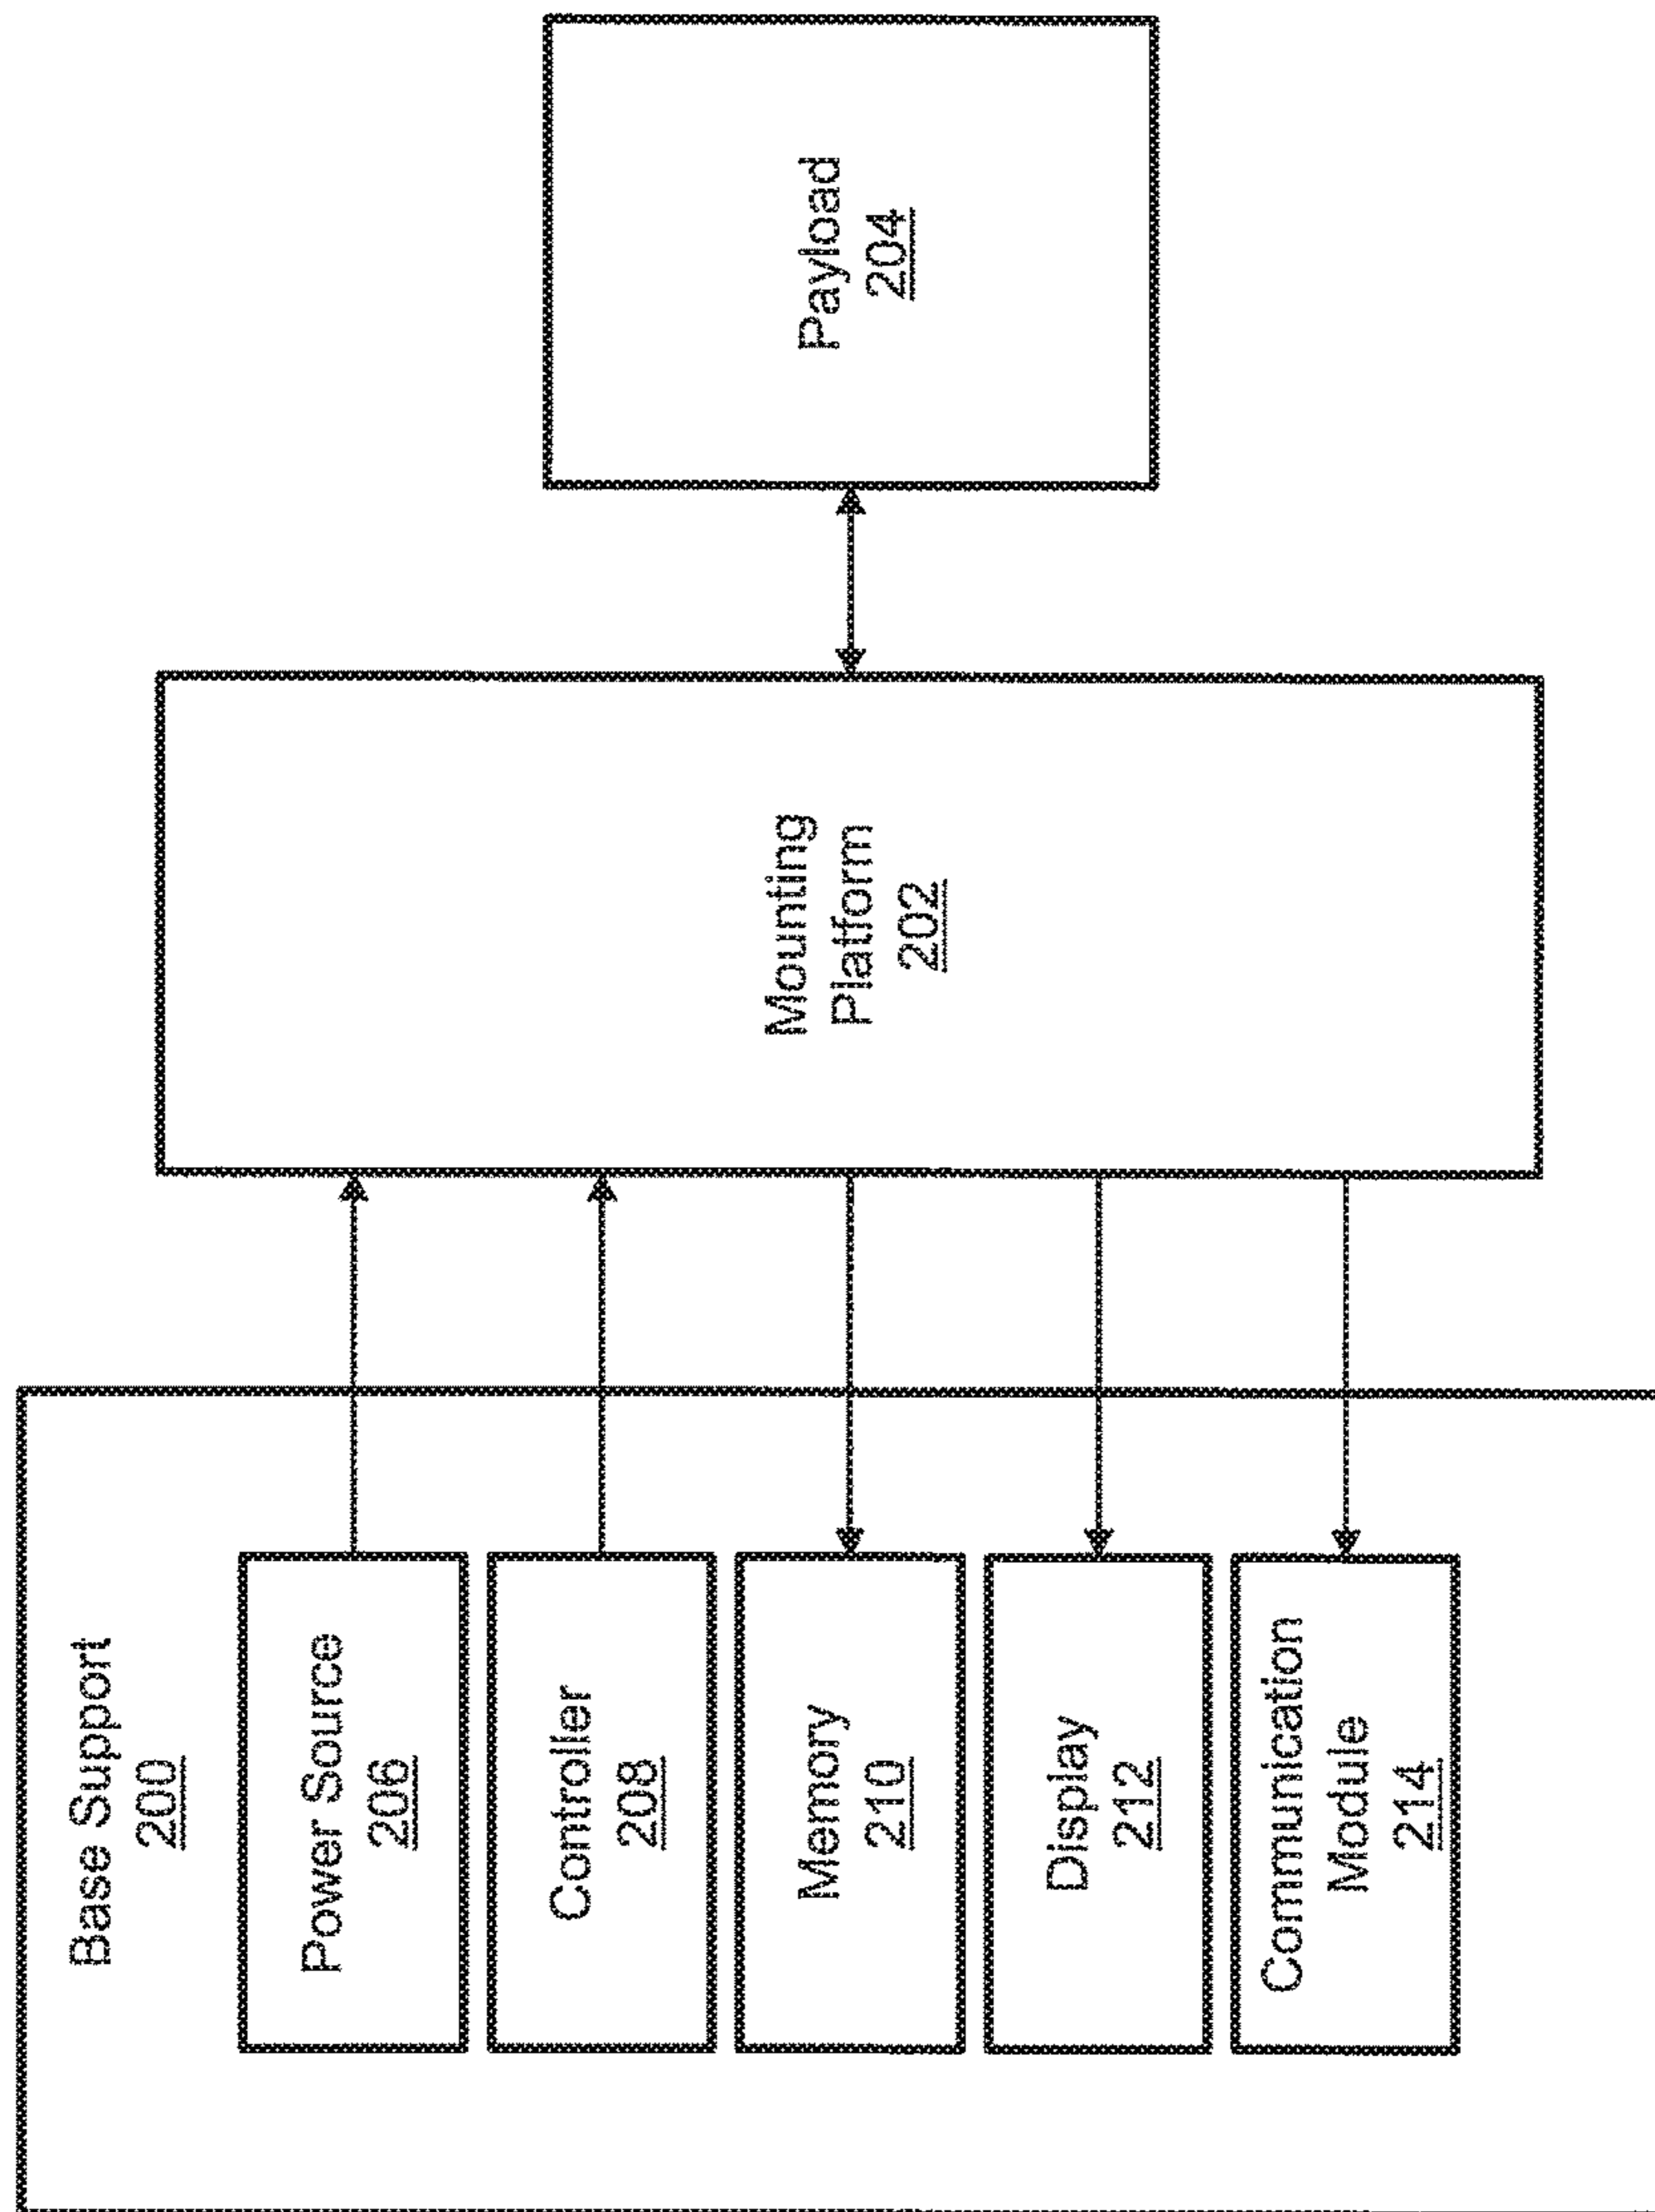 Base Support
200
Power Source
206
Controller
208
Memory
210
Display
212
Communication
Module
214
Mounting
Platform
202
Payload
204